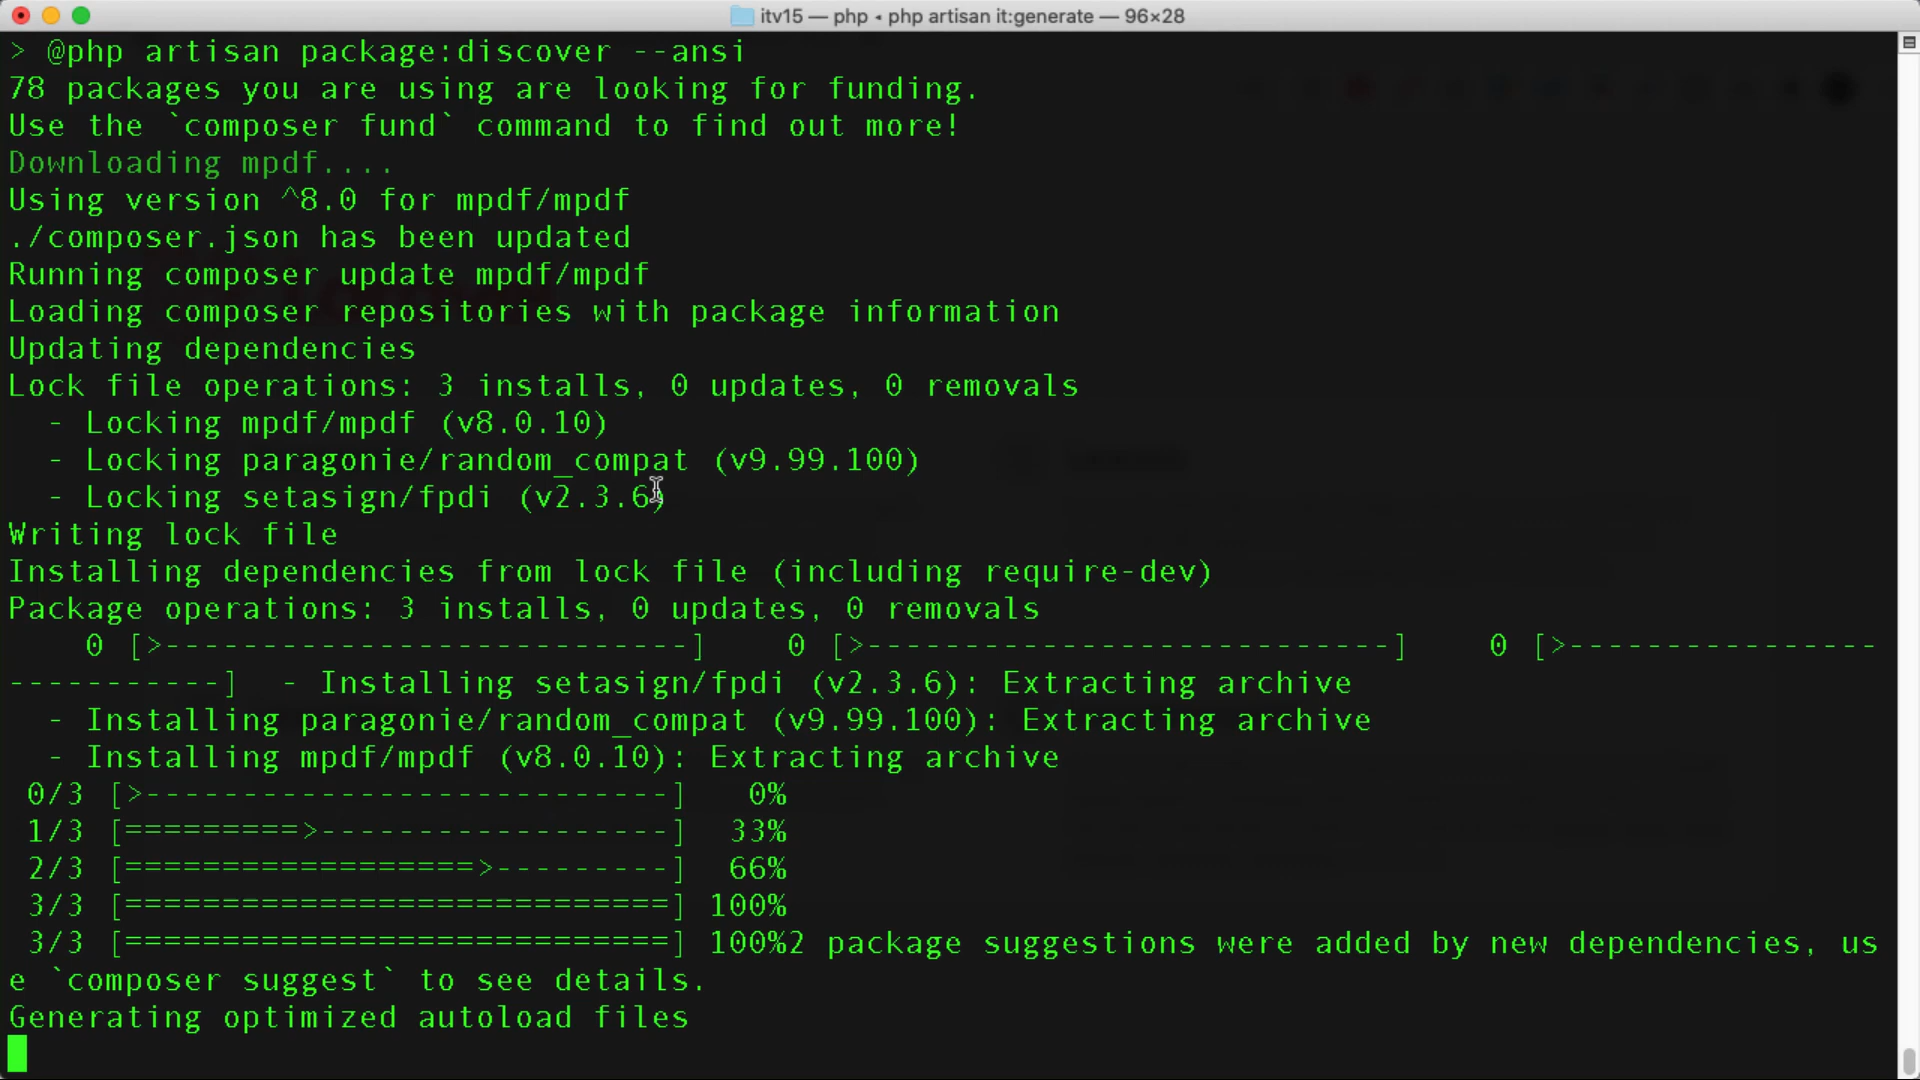 itv15 — php ◂ php artisan it:generate — 96×28
> @php artisan package:discover --ansi
78 packages you are using are looking for funding.
Use the `composer fund` command to find out more!
Downloading mpdf....
Using version ^8.0 for mpdf/mpdf
./composer.json has been updated
Running composer update mpdf/mpdf
Loading composer repositories with package information
Updating dependencies
Lock file operations: 3 installs, 0 updates, 0 removals
  - Locking mpdf/mpdf (v8.0.10)
  - Locking paragonie/random_compat (v9.99.100)
  - Locking setasign/fpdi (v2.3.6)
Writing lock file
Installing dependencies from lock file (including require-dev)
Package operations: 3 installs, 0 updates, 0 removals
    0 [>---------------------------]    0 [>---------------------------]    0 [>----------------
-----------]  - Installing setasign/fpdi (v2.3.6): Extracting archive
  - Installing paragonie/random_compat (v9.99.100): Extracting archive
  - Installing mpdf/mpdf (v8.0.10): Extracting archive
 0/3 [>---------------------------]   0%
 1/3 [=========>------------------]  33%
 2/3 [==================>---------]  66%
 3/3 [============================] 100%
 3/3 [============================] 100%2 package suggestions were added by new dependencies, us
e `composer suggest` to see details.
Generating optimized autoload files